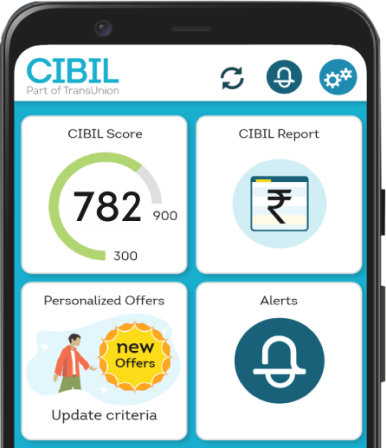 CIBIL
Part of TransUnion
CIBIL Score
782
900
300
CIBIL Report
₹
Personalized Offers
new
Offers
Update criteria
Alerts